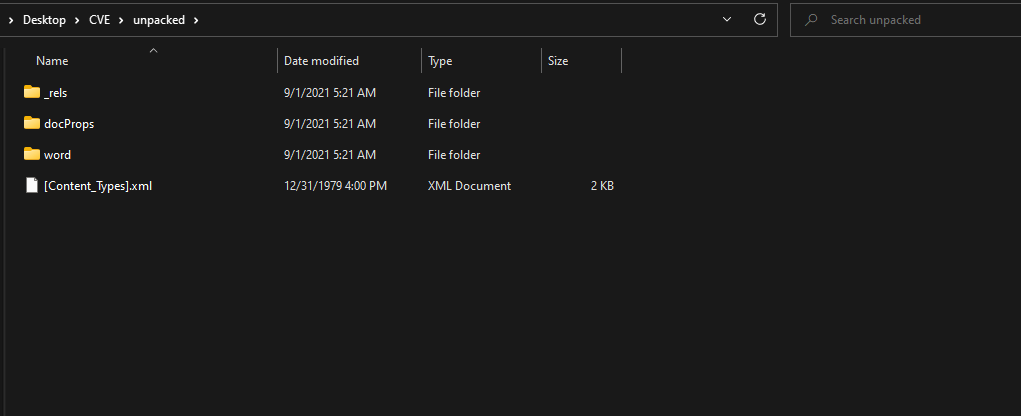 Desktop > CVE > unpacked > Search unpacked
Name Date modified Type Size
_rels 9/1/2021 5:21 AM File folder
docProps 9/1/2021 5:21 AM File folder
word 9/1/2021 5:21 AM File folder
[Content_Types].xml 12/31/1979 4:00 PM XML Document 2 KB